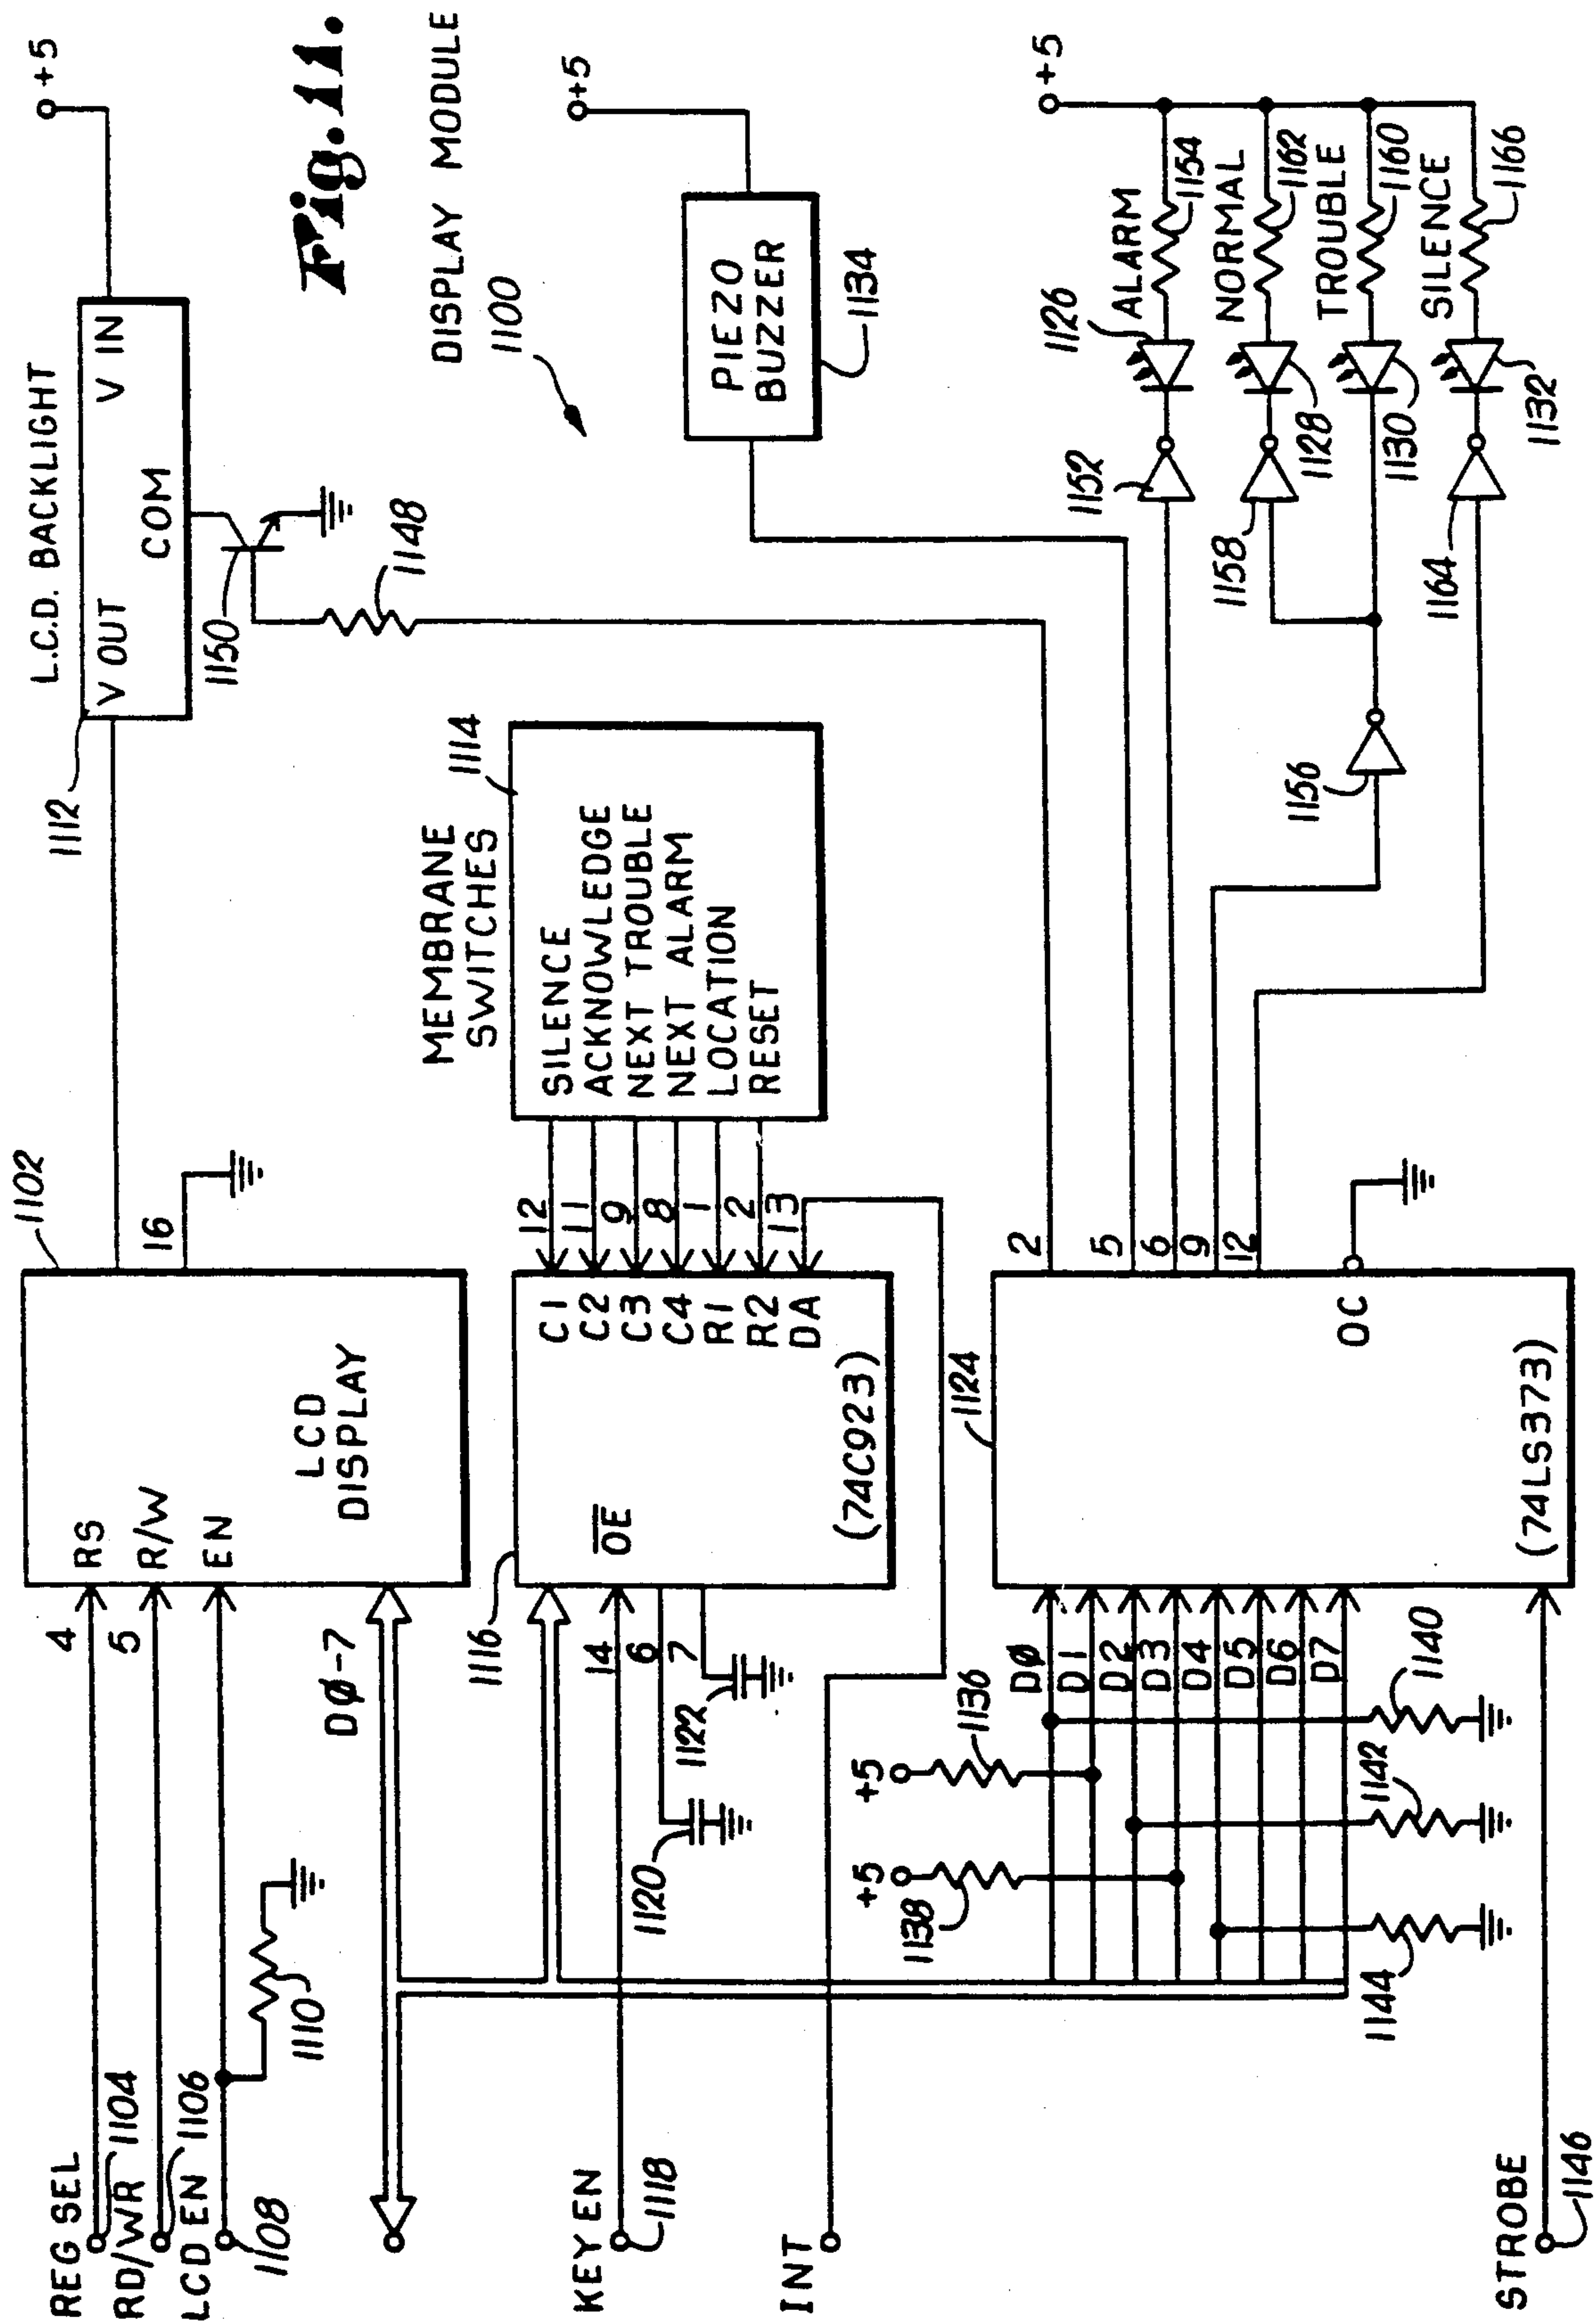 Fig. 11.
DISPLAY MODULE
1100
REG SEL
1104
RD/WR
1106
LCD EN
1108
1110
4
5
DØ-7
1102
RS
R/W
EN
LCD
DISPLAY
16
1112
L.C.D. BACKLIGHT
V OUT
V IN
COM
+5
1150
1148
KEY EN
1118
INT
1120
1122
1116
14
6
7
OE
(74C923)
C1
C2
C3
C4
R1
R2
DA
12
11
9
8
1
2
13
MEMBRANE
SWITCHES
1114
SILENCE
ACKNOWLEDGE
NEXT TROUBLE
NEXT ALARM
LOCATION
RESET
PIEZO
BUZZER
1134
+5
STROBE
1146
+5
1138
+5
1136
1144
1142
1140
DØ
D1
D2
D3
D4
D5
D6
D7
1124
(74LS373)
OC
2
5
6
9
12
1156
1152
1158
1164
1126
1128
1130
1132
ALARM
1154
NORMAL
1162
TROUBLE
1160
SILENCE
1166
+5